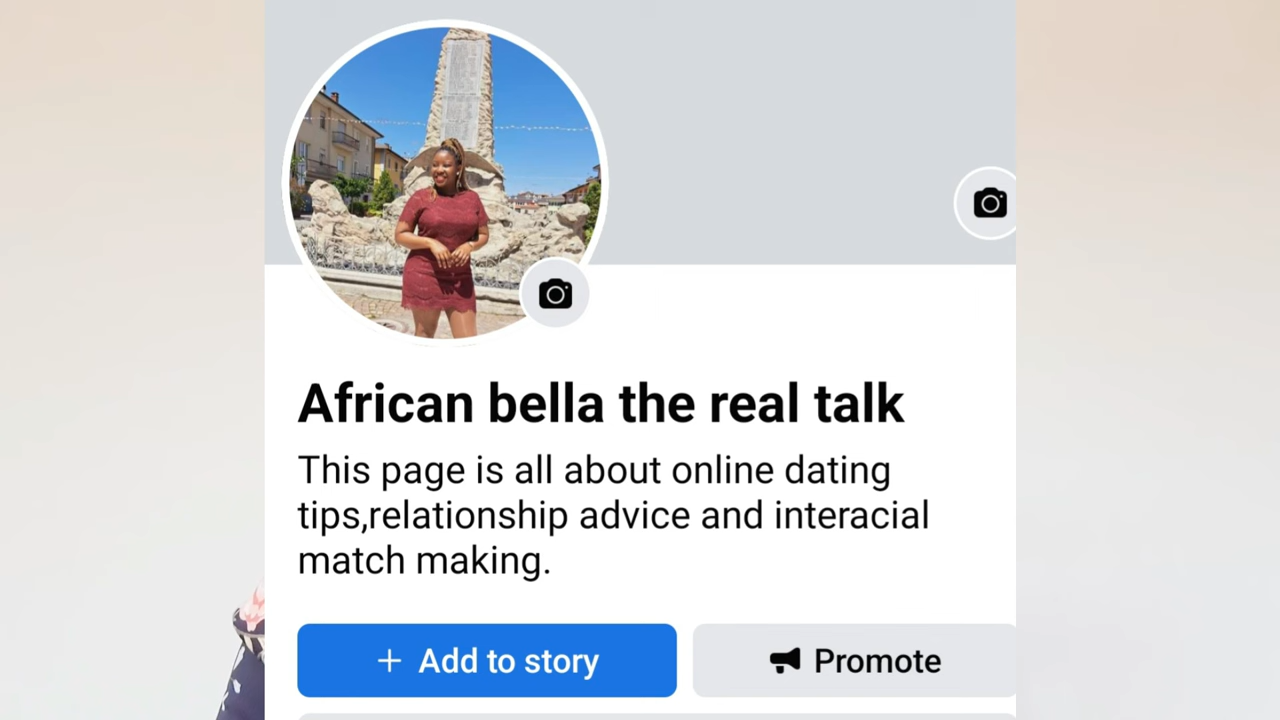 African bella the real talk
This page is all about online dating
tips,relationship advice and interacial
match making.
+ Add to story
Promote